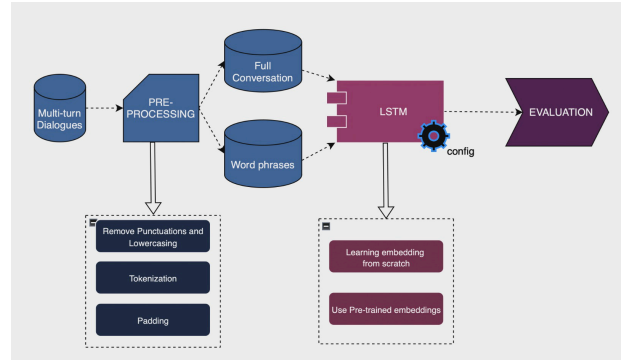 Multi-turn
Dialogues
PRE-
PROCESSING
Full
Conversation
Word phrases
LSTM
config
EVALUATION
Remove Punctuations and
Lowercasing
Tokenization
Padding
Learning embedding
from scratch
Use Pre-trained embeddings